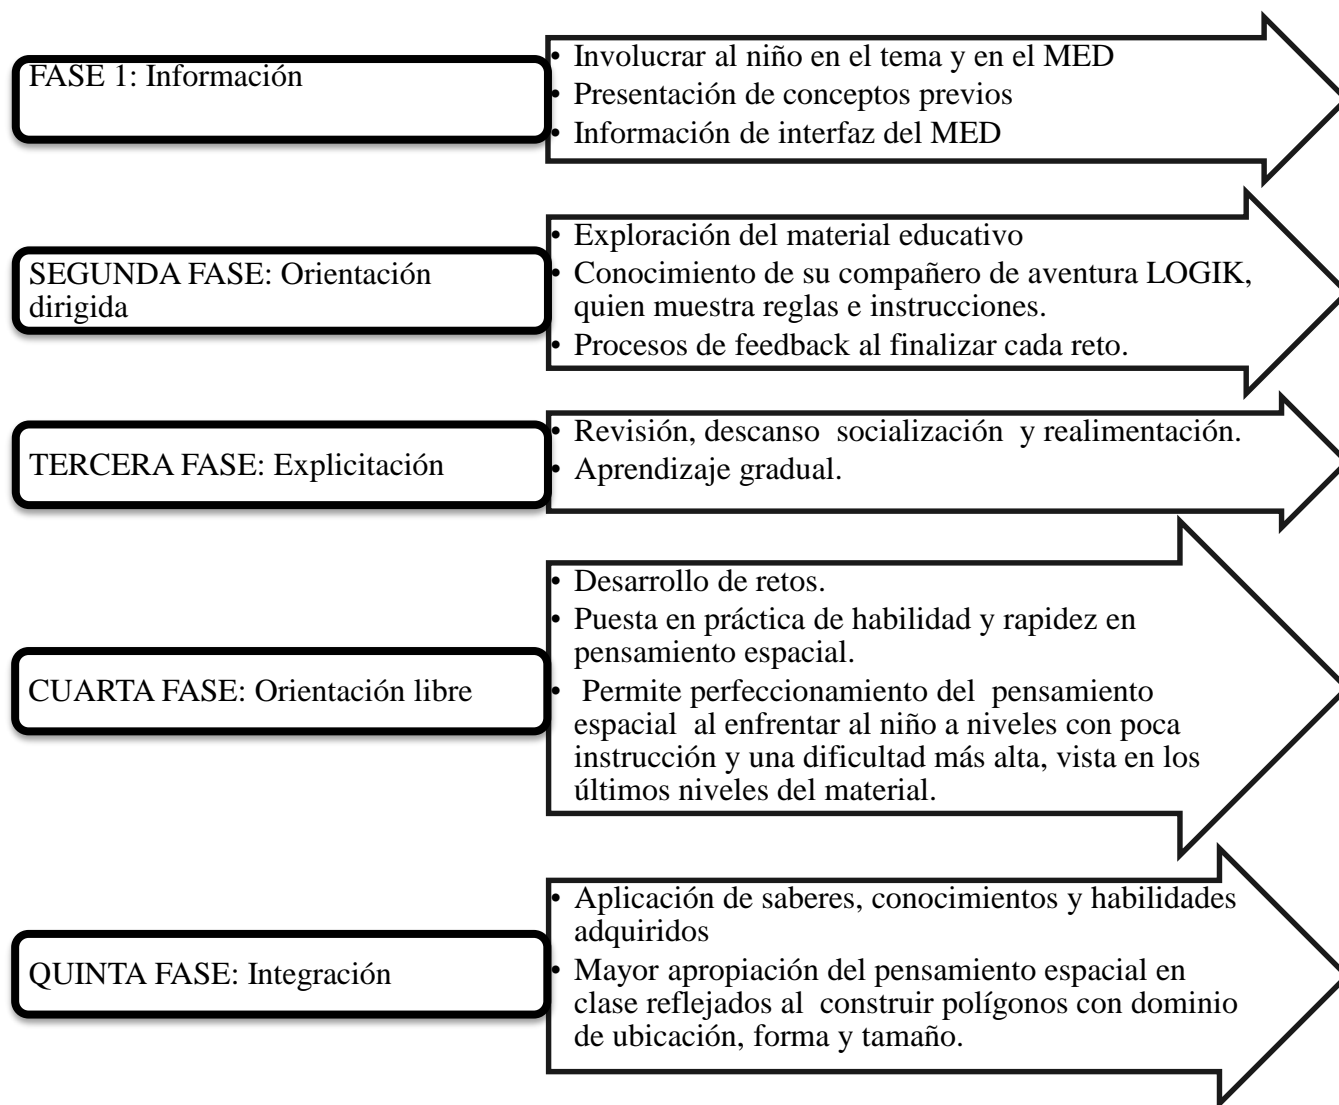 FASE 1: Información
• Involucrar al niño en el tema y en el MED
• Presentación de conceptos previos
• Información de interfaz del MED
SEGUNDA FASE: Orientación
dirigida
• Exploración del material educativo
• Conocimiento de su compañero de aventura LOGIK,
quien muestra reglas e instrucciones.
• Procesos de feedback al finalizar cada reto.
TERCERA FASE: Explicitación
• Revisión, descanso socialización y realimentación.
• Aprendizaje gradual.
CUARTA FASE: Orientación libre
• Desarrollo de retos.
• Puesta en práctica de habilidad y rapidez en
pensamiento espacial.
• Permite perfeccionamiento del pensamiento
espacial al enfrentar al niño a niveles con poca
instrucción y una dificultad más alta, vista en los
últimos niveles del material.
QUINTA FASE: Integración
• Aplicación de saberes, conocimientos y habilidades
adquiridos
• Mayor apropiación del pensamiento espacial en
clase reflejados al construir polígonos con dominio
de ubicación, forma y tamaño.